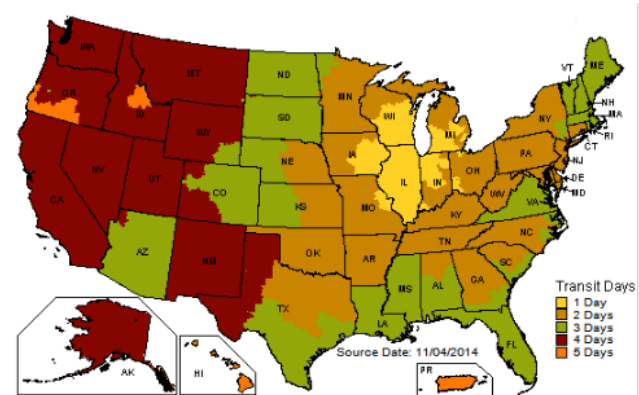 WA
MT
ND
MN
VT
ME
OR
ID
SD
WI
MI
NY
NH
MA
WY
RI
CT
IA
NE
PA
NJ
NV
UT
CO
IL
IN
OH
DE
MD
CA
KS
MO
WV
VA
KY
AZ
NM
OK
AR
TN
NC
SC
TX
MS
AL
GA
LA
FL
AK
HI
PR
Source Date: 11/04/2014
Transit Days
1 Day
2 Days
3 Days
4 Days
5 Days